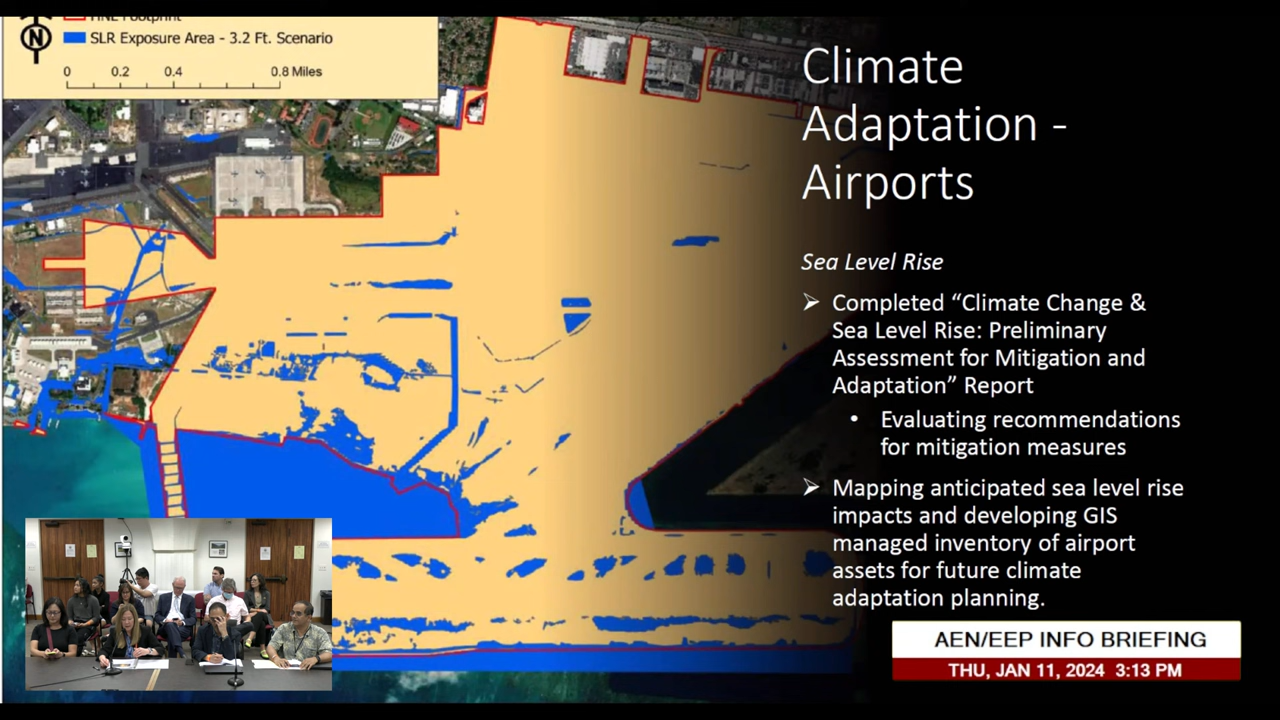 HNL Footprint
N
SLR Exposure Area - 3.2 Ft. Scenario
0 0.2 0.4 0.8 Miles
Climate
Adaptation -
Airports
Sea Level Rise
➢ Completed “Climate Change &
Sea Level Rise: Preliminary
Assessment for Mitigation and
Adaptation” Report
• Evaluating recommendations
for mitigation measures
➢ Mapping anticipated sea level rise
impacts and developing GIS
managed inventory of airport
assets for future climate
adaptation planning.
AEN/EEP INFO BRIEFING
THU, JAN 11, 2024 3:13 PM